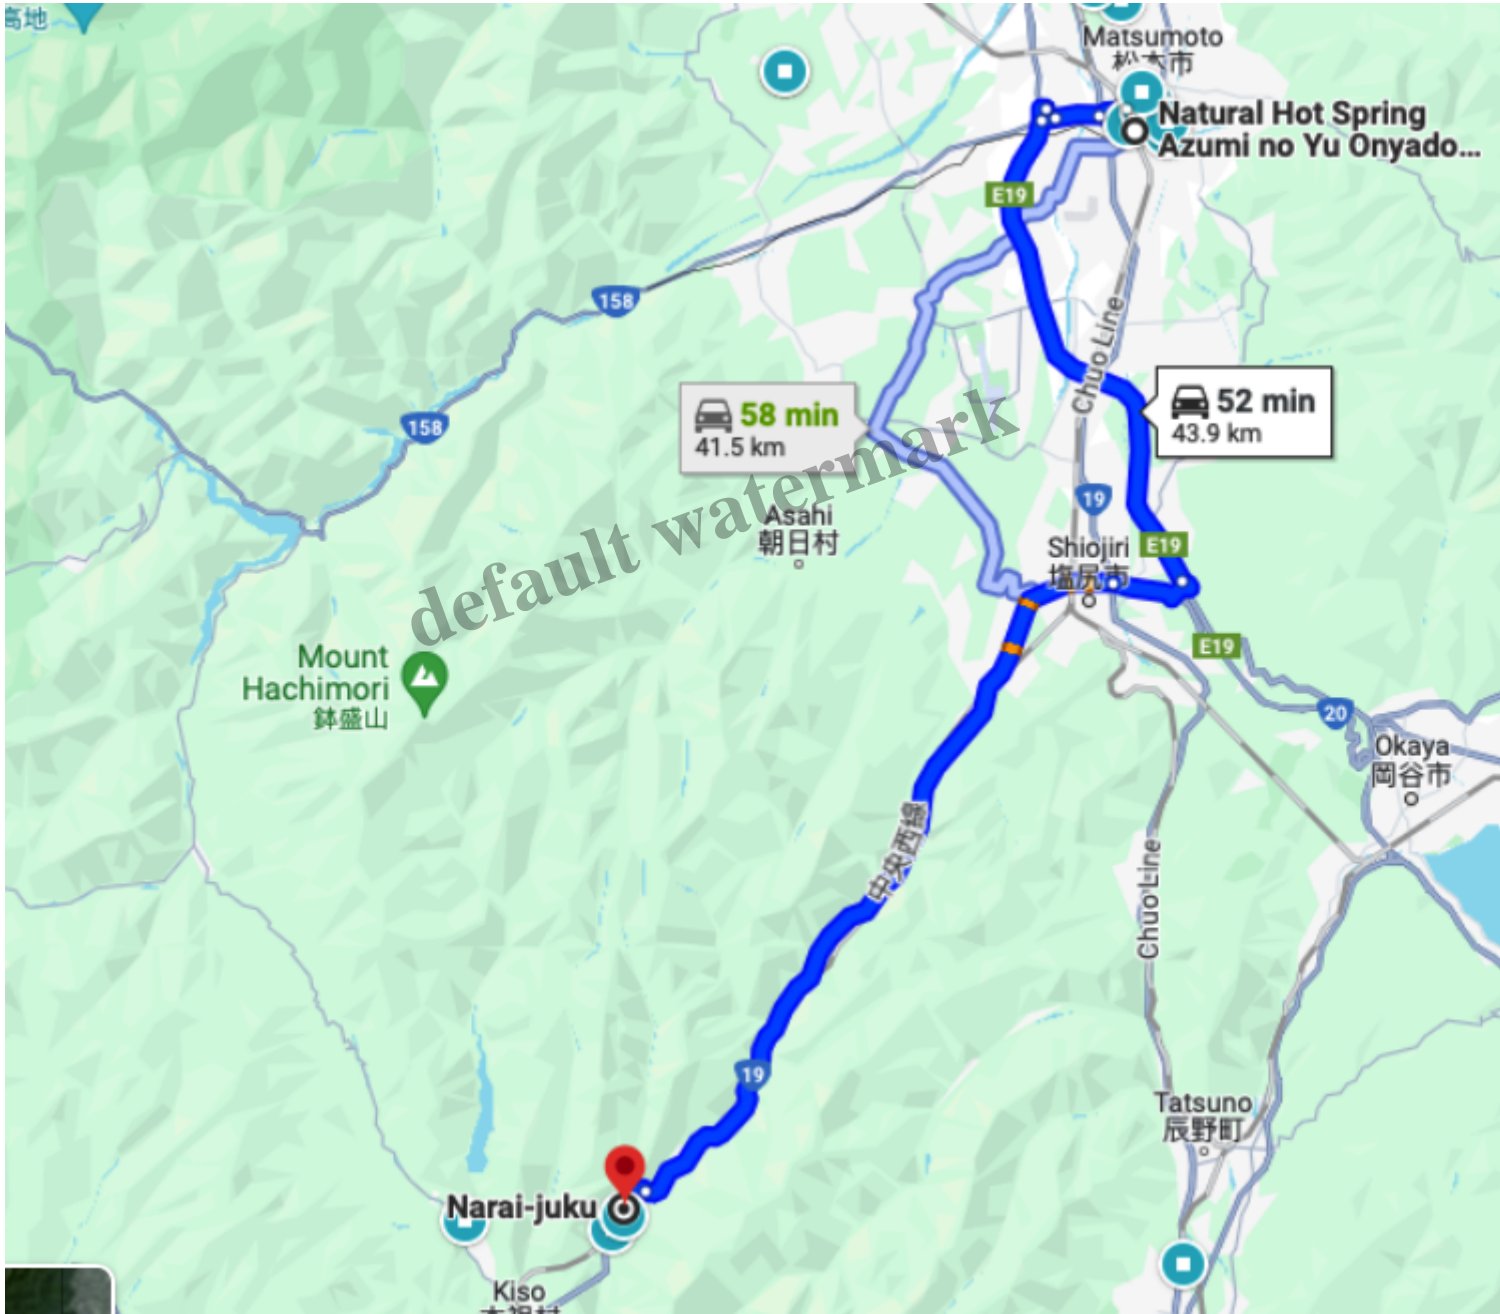 高地
Matsumoto
松本市
Natural Hot Spring
Azumi no Yu Onyado...
E19
158
Chuo Line
158
58 min
41.5 km
52 min
43.9 km
default watermark
19
Asahi
朝日村
Shiojiri
塩尻市
E19
E19
Mount
Hachimori
鉢盛山
20
Okaya
岡谷市
中央西線
Chuo Line
19
Tatsuno
辰野町
Narai-juku
Kiso